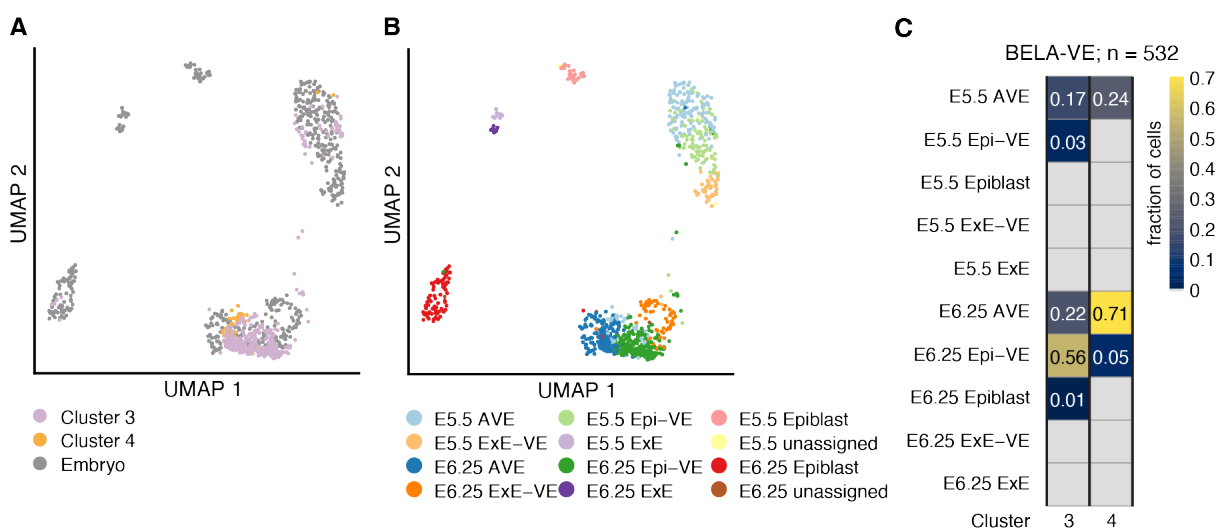 A
UMAP 2
UMAP 1
Cluster 3
Cluster 4
Embryo
B
UMAP 2
UMAP 1
E5.5 AVE
E5.5 Epi–VE
E5.5 Epiblast
E5.5 ExE–VE
E5.5 ExE
E5.5 unassigned
E6.25 AVE
E6.25 Epi–VE
E6.25 Epiblast
E6.25 ExE–VE
E6.25 ExE
E6.25 unassigned
C
BELA-VE; n = 532
E5.5 AVE 0.17 0.24
E5.5 Epi–VE 0.03
E5.5 Epiblast
E5.5 ExE–VE
E5.5 ExE
E6.25 AVE 0.22 0.71
E6.25 Epi–VE 0.56 0.05
E6.25 Epiblast 0.01
E6.25 ExE–VE
E6.25 ExE
Cluster 3 4
fraction of cells
0.7
0.6
0.5
0.4
0.3
0.2
0.1
0